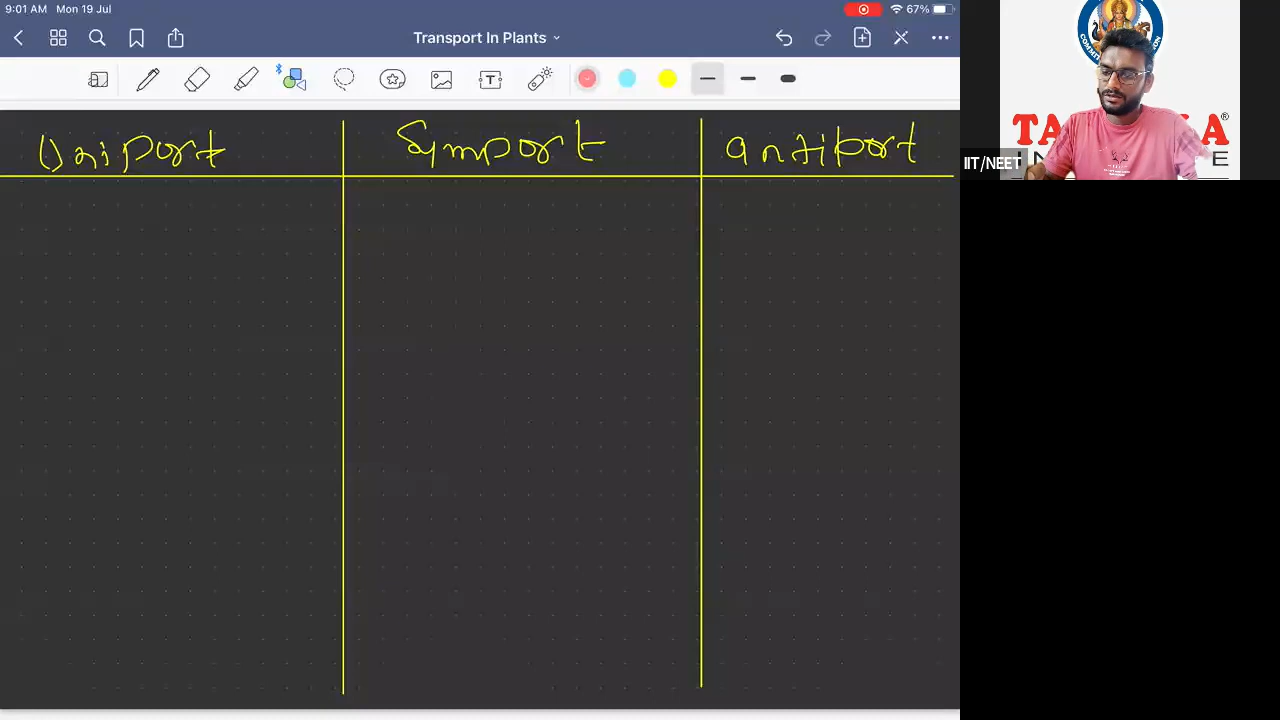 9:01 AM Mon 19 Jul
67%
Transport In Plants
Uniport
Symport
antiport
IIT/NEET